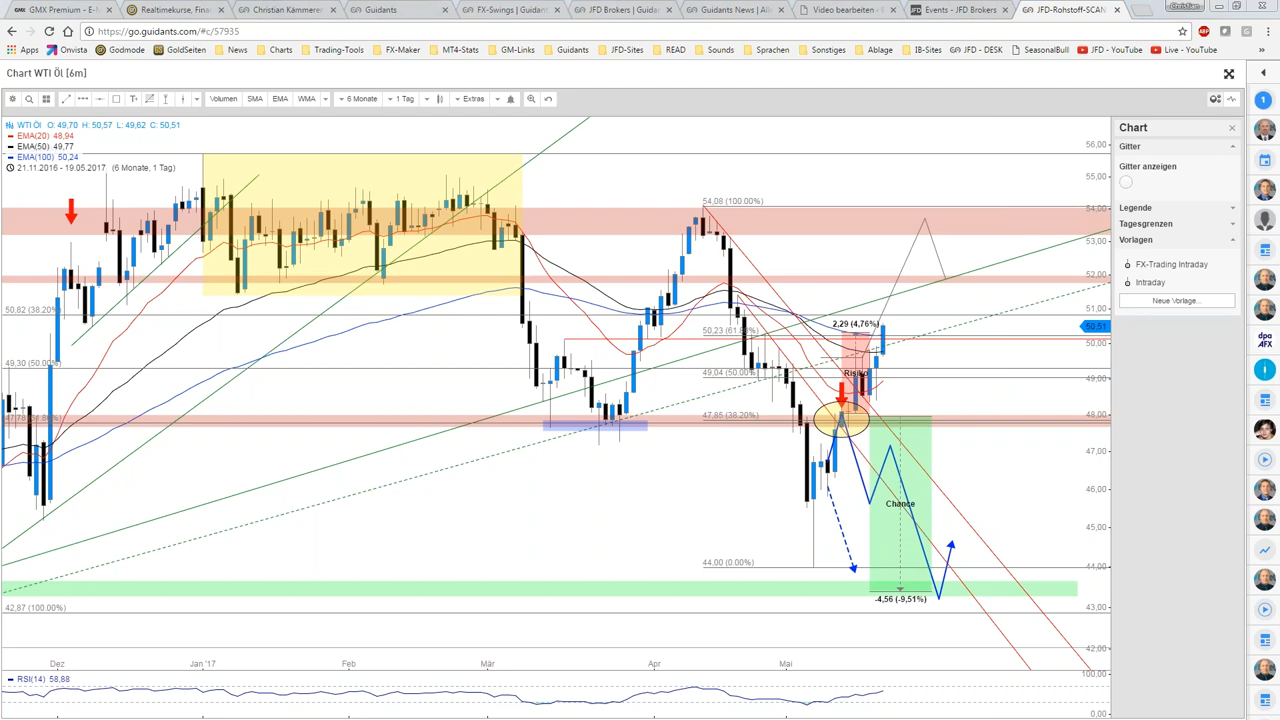 GMX Premium - E-M
Realtimekurse, Finan
Christian Kämmerer
Guidants
FX-Swings | Guidants
JFD Brokers | Guidan
Guidants News | Alle
Video bearbeiten -
Events - JFD Brokers
JFD-Rohstoff-SCAN
Christian
https://go.guidants.com/#c/57935
ABP
Apps
Onvista
Godmode
GoldSeiten
News
Charts
Trading-Tools
FX-Maker
MT4-Stats
GM-Links
Guidants
JFD-Sites
READ
Sounds
Sprachen
Sonstiges
Ablage
IB-Sites
JFD - DESK
SeasonalBull
JFD - YouTube
Live - YouTube
Chart WTI Öl [6m]
Volumen
SMA
EMA
WMA
6 Monate
1 Tag
Extras
WTI ÖL O: 49,70 H: 50,57 L: 49,62 C: 50,51
EMA(20) 48,94
EMA(50) 49,77
EMA(100) 50,24
21.11.2016 - 19.05.2017 (6 Monate, 1 Tag)
56,00
55,00
54,00
53,00
52,00
51,00
50,51
50,00
49,00
48,00
47,00
46,00
45,00
44,00
43,00
42,00
54,08 (100.00%)
50,82 (38.20%)
2,29 (4,76%)
50,23 (61.80%)
49,30 (50.00%)
49,04 (50.00%)
Risiko
47,85 (38.20%)
Chance
44,00 (0.00%)
-4,56 (-9,51%)
42,87 (100.00%)
Dez
Jan '17
Feb
Mär
Apr
Mai
RSI(14) 58,88
100,00
0,00
Chart
Gitter
Gitter anzeigen
Legende
Tagesgrenzen
Vorlagen
FX-Trading Intraday
Intraday
Neue Vorlage...
1
dpa
AFX